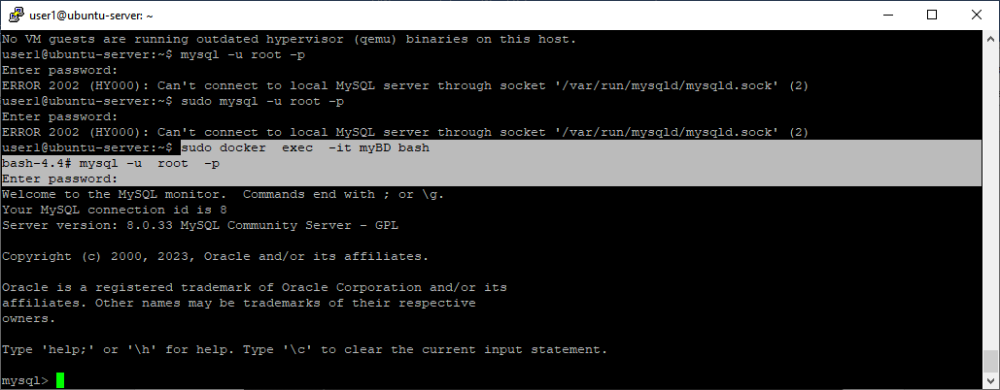 user1@ubuntu-server: ~
No VM guests are running outdated hypervisor (qemu) binaries on this host.
user1@ubuntu-server:~$ mysql -u root -p
Enter password:
ERROR 2002 (HY000): Can't connect to local MySQL server through socket '/var/run/mysqld/mysqld.sock' (2)
user1@ubuntu-server:~$ sudo mysql -u root -p
Enter password:
ERROR 2002 (HY000): Can't connect to local MySQL server through socket '/var/run/mysqld/mysqld.sock' (2)
user1@ubuntu-server:~$ sudo docker  exec  -it myBD bash
bash-4.4# mysql -u  root  -p
Enter password:
Welcome to the MySQL monitor.  Commands end with ; or \g.
Your MySQL connection id is 8
Server version: 8.0.33 MySQL Community Server - GPL
Copyright (c) 2000, 2023, Oracle and/or its affiliates.
Oracle is a registered trademark of Oracle Corporation and/or its
affiliates. Other names may be trademarks of their respective
owners.
Type 'help;' or '\h' for help. Type '\c' to clear the current input statement.
mysql>